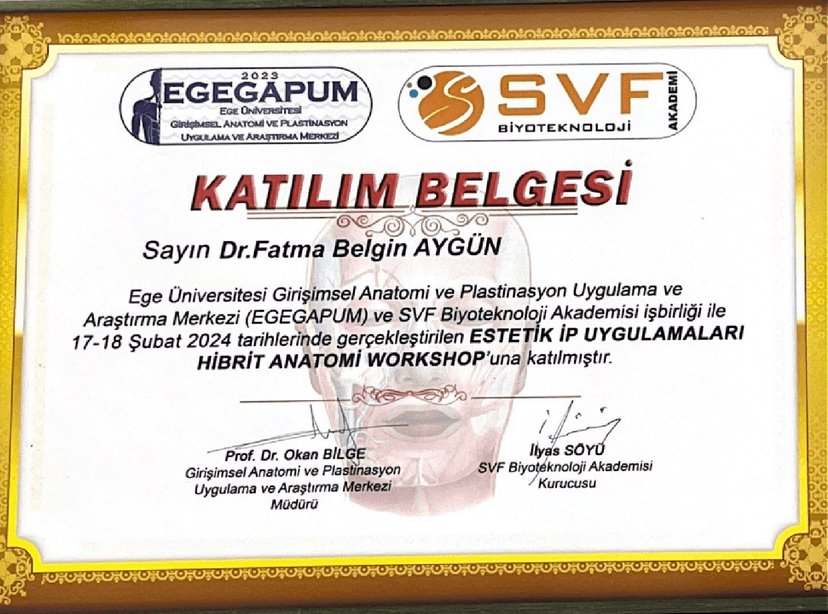 2023
EGEGAPUM
EGE ÜNİVERSİTESİ
GİRİŞİMSEL ANATOMİ VE PLASTİNASYON
UYGULAMA VE ARAŞTIRMA MERKEZİ
SVF
BİYOTEKNOLOJİ
AKADEMİ
KATILIM BELGESİ
Sayın Dr.Fatma Belgin AYGÜN
Ege Üniversitesi Girişimsel Anatomi ve Plastinasyon Uygulama ve
Araştırma Merkezi (EGEGAPUM) ve SVF Biyoteknoloji Akademisi işbirliği ile
17-18 Şubat 2024 tarihlerinde gerçekleştirilen ESTETİK İP UYGULAMALARI
HİBRİT ANATOMİ WORKSHOP'una katılmıştır.
Prof. Dr. Okan BİLGE
Girişimsel Anatomi ve Plastinasyon
Uygulama ve Araştırma Merkezi
Müdürü
İlyas SÖYÜ
SVF Biyoteknoloji Akademisi
Kurucusu